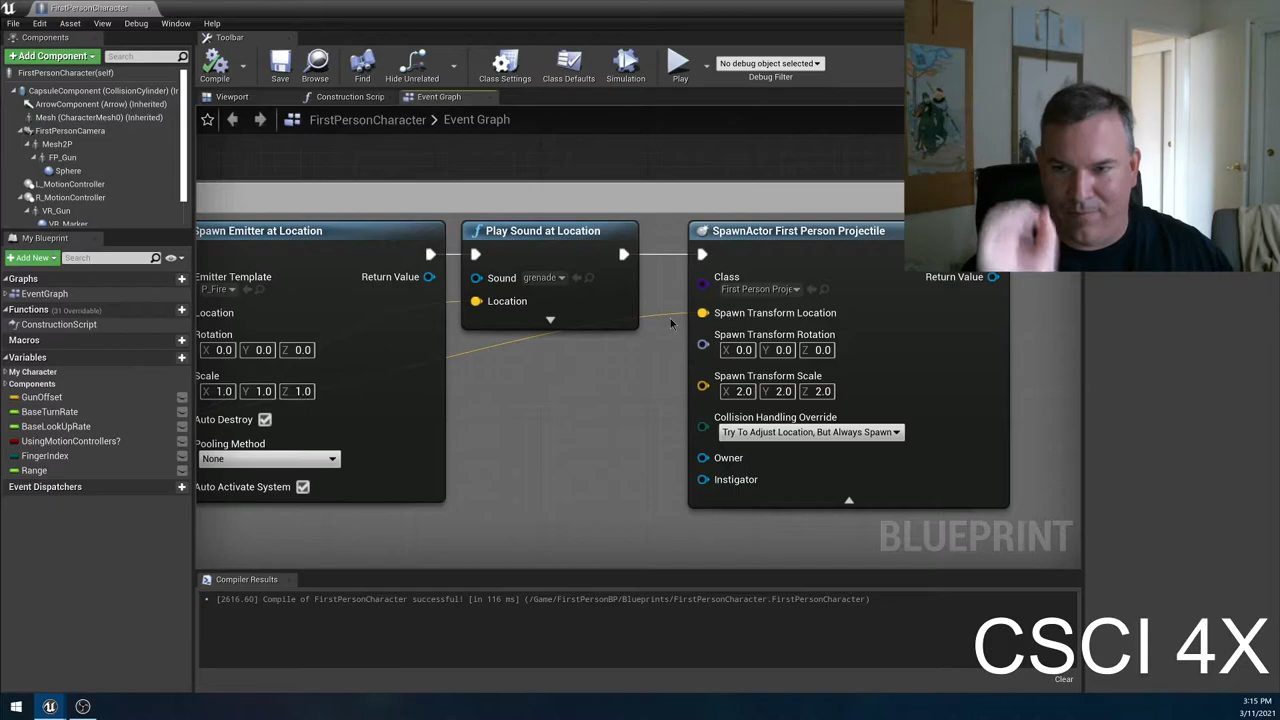 FirstPersonCharacter
File Edit Asset View Debug Window Help
Components
Toolbar
Add Component
Search
Compile
Save
Browse
Find
Hide Unrelated
Class Settings
Class Defaults
Simulation
Play
No debug object selected
Debug Filter
FirstPersonCharacter(self)
CapsuleComponent (CollisionCylinder) (Ir
ArrowComponent (Arrow) (Inherited)
Mesh (CharacterMesh0) (Inherited)
FirstPersonCamera
Mesh2P
FP_Gun
Sphere
L_MotionController
R_MotionController
VR_Gun
VR_Marker
Viewport
Construction Scrip
Event Graph
FirstPersonCharacter > Event Graph
My Blueprint
Add New
Search
Graphs
EventGraph
Functions (31 Overridable)
ConstructionScript
Macros
Variables
My Character
Components
GunOffset
BaseTurnRate
BaseLookUpRate
UsingMotionControllers?
FingerIndex
Range
Event Dispatchers
Spawn Emitter at Location
Emitter Template
P_Fire
Return Value
Location
Rotation
X 0.0 Y 0.0 Z 0.0
Scale
X 1.0 Y 1.0 Z 1.0
Auto Destroy
Pooling Method
None
Auto Activate System
Play Sound at Location
Sound grenade
Location
SpawnActor First Person Projectile
Class
First Person Proje
Return Value
Spawn Transform Location
Spawn Transform Rotation
X 0.0 Y 0.0 Z 0.0
Spawn Transform Scale
X 2.0 Y 2.0 Z 2.0
Collision Handling Override
Try To Adjust Location, But Always Spawn
Owner
Instigator
BLUEPRINT
Compiler Results
[2616.60] Compile of FirstPersonCharacter successful! [in 116 ms] (/Game/FirstPersonBP/Blueprints/FirstPersonCharacter.FirstPersonCharacter)
CSCI 4X
Clear
3:15 PM
3/11/2021